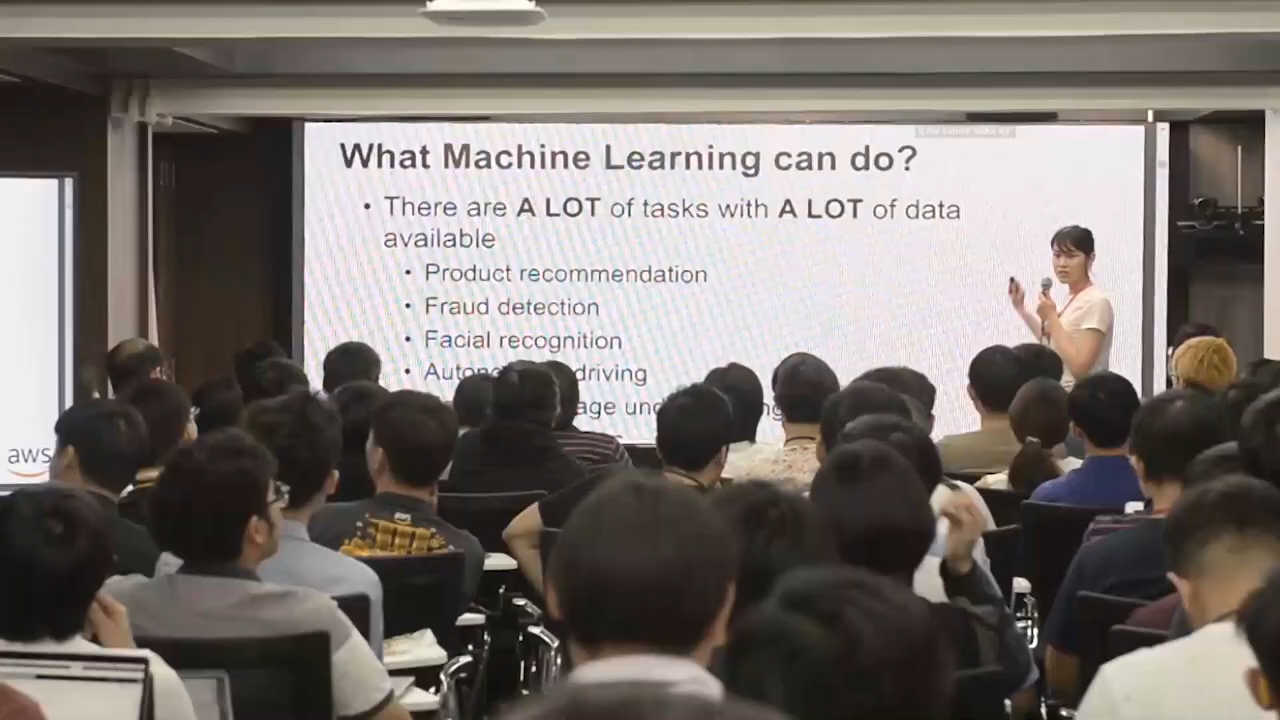 What Machine Learning can do?
• There are A LOT of tasks with A LOT of data
available
• Product recommendation
• Fraud detection
• Facial recognition
• driving
aws